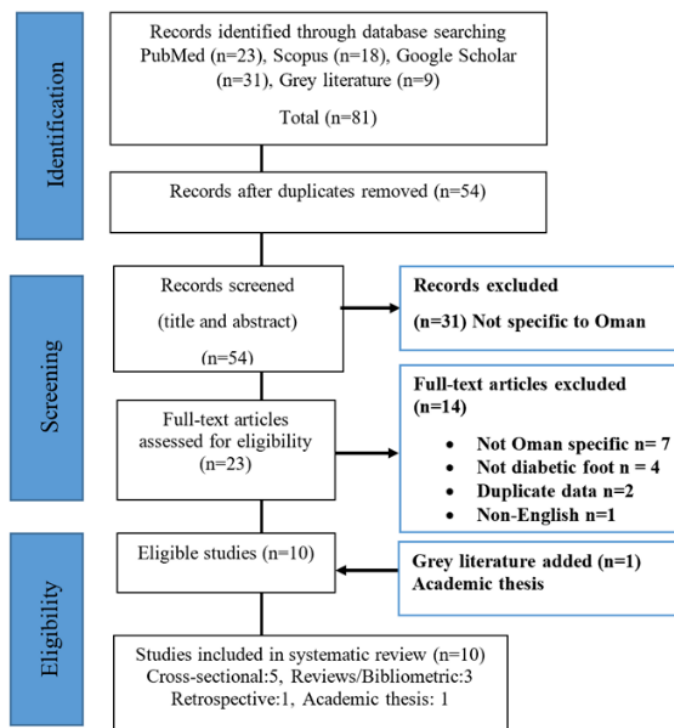 Identification
Records identified through database searching
PubMed (n=23), Scopus (n=18), Google Scholar
(n=31), Grey literature (n=9)
Total (n=81)
Records after duplicates removed (n=54)
Screening
Records screened
(title and abstract)
(n=54)
Records excluded
(n=31) Not specific to Oman
Full-text articles
assessed for eligibility
(n=23)
Full-text articles excluded
(n=14)
• Not Oman specific n= 7
• Not diabetic foot n = 4
• Duplicate data n=2
• Non-English n=1
Eligibility
Eligible studies (n=10)
Grey literature added (n=1)
Academic thesis
Studies included in systematic review (n=10)
Cross-sectional:5, Reviews/Bibliometric:3
Retrospective:1, Academic thesis: 1